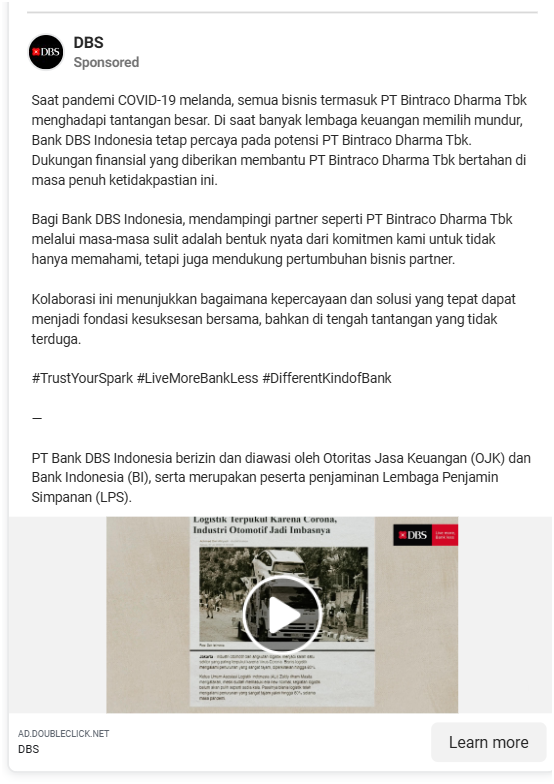 DBS
DBS
Sponsored
Saat pandemi COVID-19 melanda, semua bisnis termasuk PT Bintraco Dharma Tbk
menghadapi tantangan besar. Di saat banyak lembaga keuangan memilih mundur,
Bank DBS Indonesia tetap percaya pada potensi PT Bintraco Dharma Tbk.
Dukungan finansial yang diberikan membantu PT Bintraco Dharma Tbk bertahan di
masa penuh ketidakpastian ini.
Bagi Bank DBS Indonesia, mendampingi partner seperti PT Bintraco Dharma Tbk
melalui masa-masa sulit adalah bentuk nyata dari komitmen kami untuk tidak
hanya memahami, tetapi juga mendukung pertumbuhan bisnis partner.
Kolaborasi ini menunjukkan bagaimana kepercayaan dan solusi yang tepat dapat
menjadi fondasi kesuksesan bersama, bahkan di tengah tantangan yang tidak
terduga.
#TrustYourSpark #LiveMoreBankLess #DifferentKindofBank
—
PT Bank DBS Indonesia berizin dan diawasi oleh Otoritas Jasa Keuangan (OJK) dan
Bank Indonesia (BI), serta merupakan peserta penjaminan Lembaga Penjamin
Simpanan (LPS).
Logistik Terpukul Karena Corona,
Industri Otomotif Jadi Imbasnya
DBS
Live more,
Bank less
Jakarta
AD.DOUBLECLICK.NET
DBS
Learn more